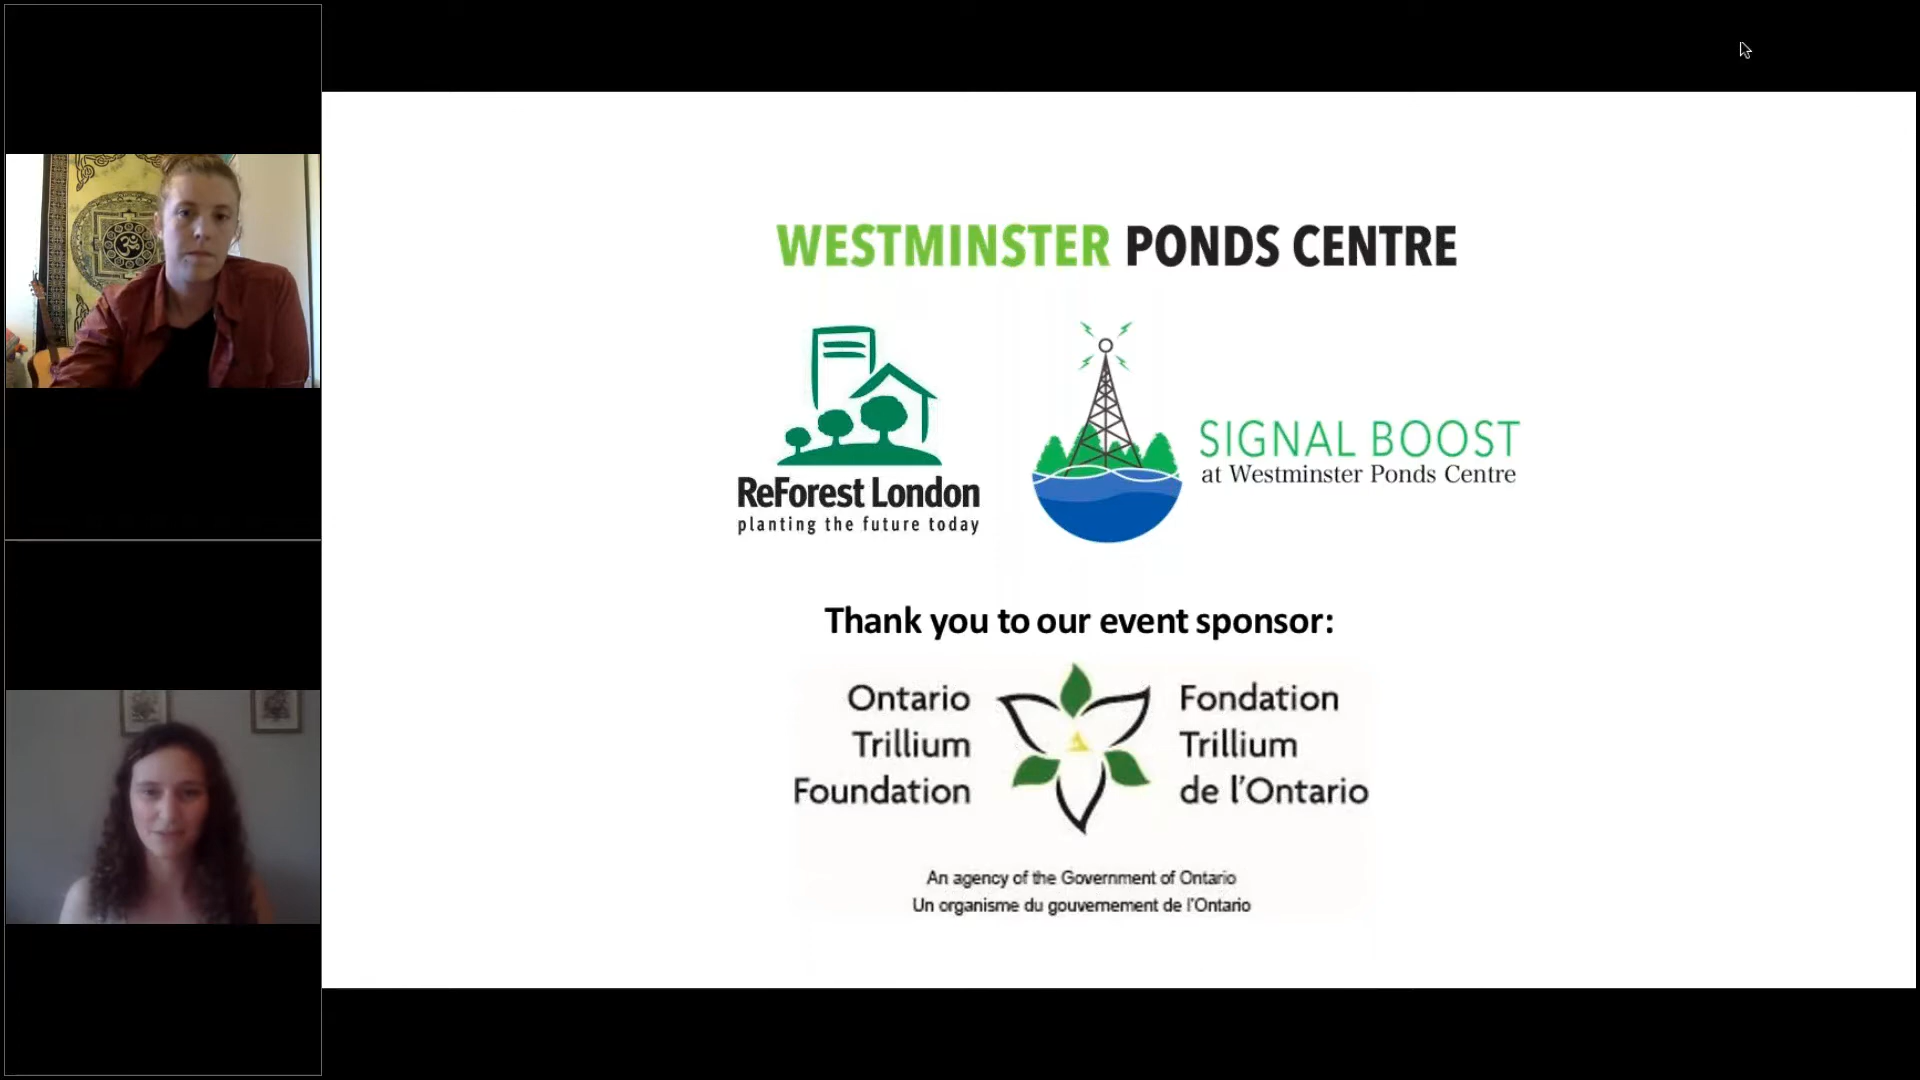 WESTMINSTER PONDS CENTRE
ReForest London
planting the future today
SIGNAL BOOST
at Westminster Ponds Centre
Thank you to our event sponsor:
Ontario
Trillium
Foundation
Fondation
Trillium
de l'Ontario
An agency of the Government of Ontario
Un organisme du gouvernement de l'Ontario